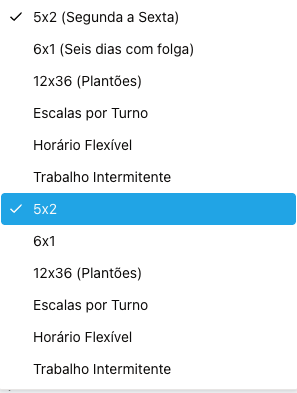 5x2 (Segunda a Sexta)
6x1 (Seis dias com folga)
12x36 (Plantões)
Escalas por Turno
Horário Flexível
Trabalho Intermitente
5x2
6x1
12x36 (Plantões)
Escalas por Turno
Horário Flexível
Trabalho Intermitente